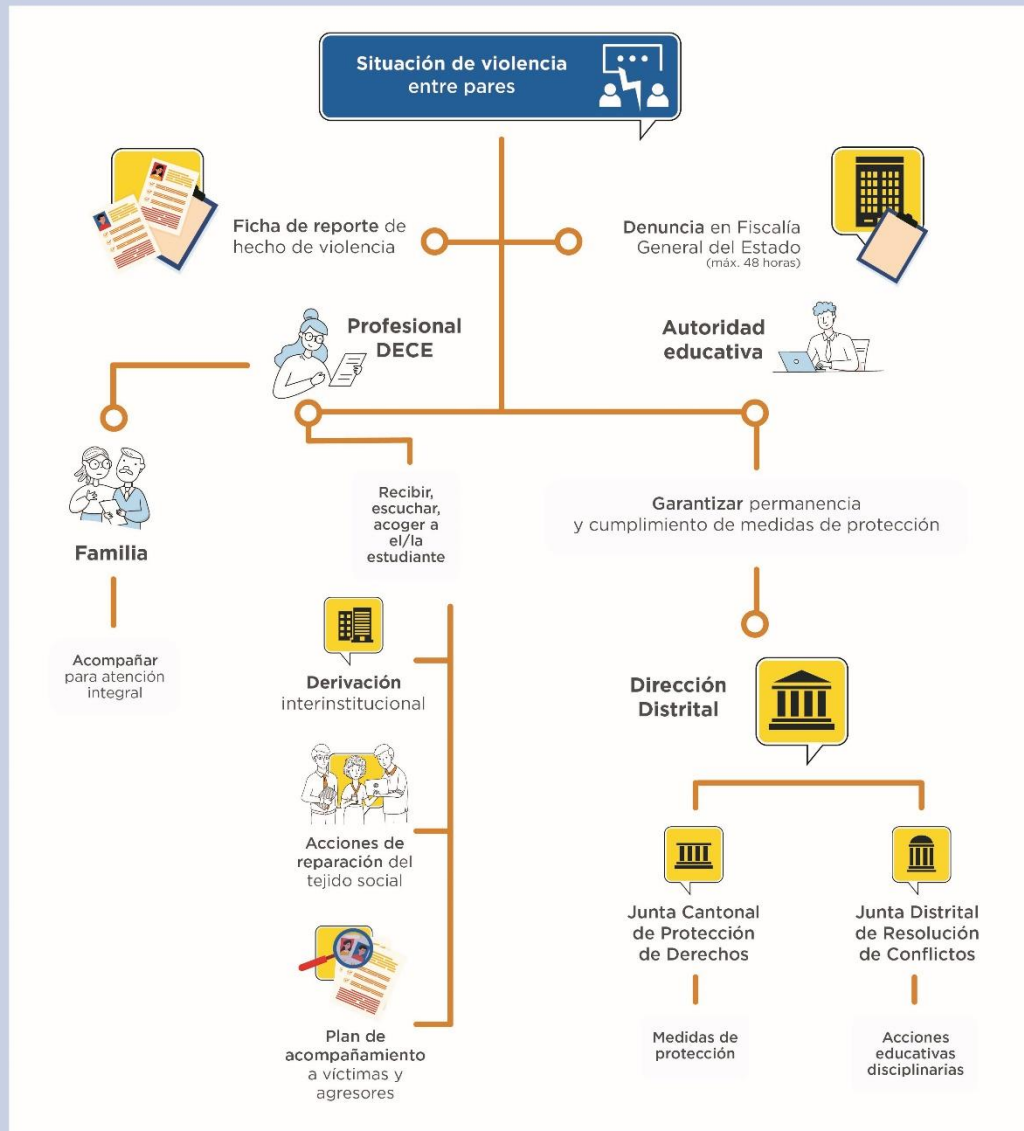 Situación de violencia
entre pares
Ficha de reporte de
hecho de violencia
Denuncia en Fiscalía
General del Estado
(máx. 48 horas)
Profesional
DECE
Autoridad
educativa
Familia
Acompañar
para atención
integral
Recibir,
escuchar,
acoger a
el/la
estudiante
Garantizar permanencia
y cumplimiento de medidas de protección
Derivación
interinstitucional
Acciones de
reparación del
tejido social
Plan de
acompañamiento
a víctimas y
agresores
Dirección
Distrital
Junta Cantonal
de Protección
de Derechos
Junta Distrital
de Resolución
de Conflictos
Medidas de
protección
Acciones
educativas
disciplinarias